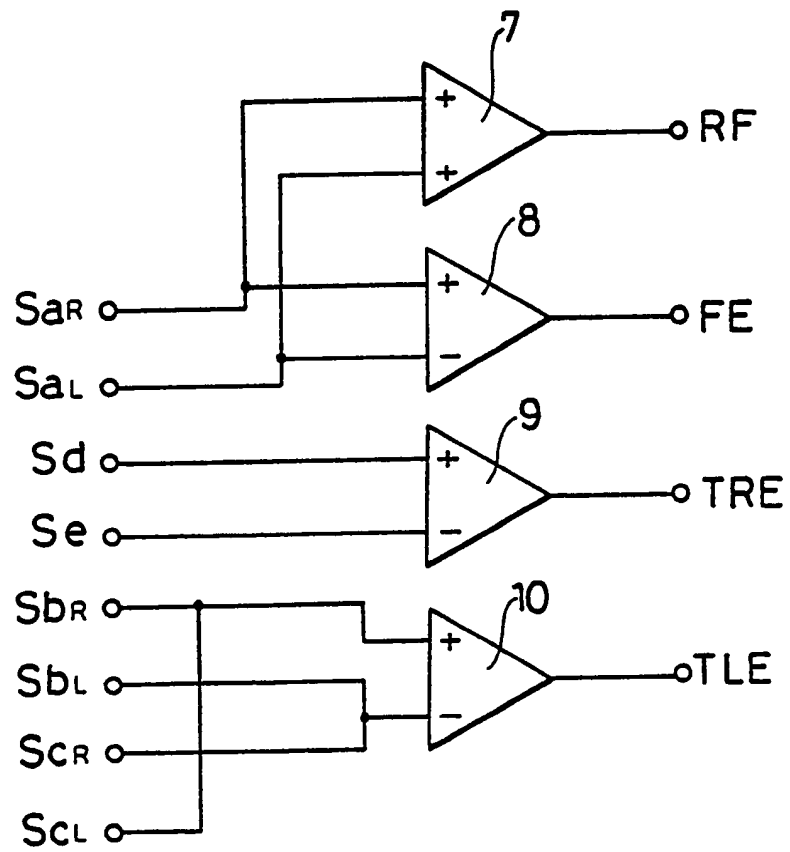 7
+
RF
+
8
SaR
+
FE
SaL
−
9
Sd
+
TRE
Se
−
10
SbR
+
SbL
TLE
−
ScR
ScL